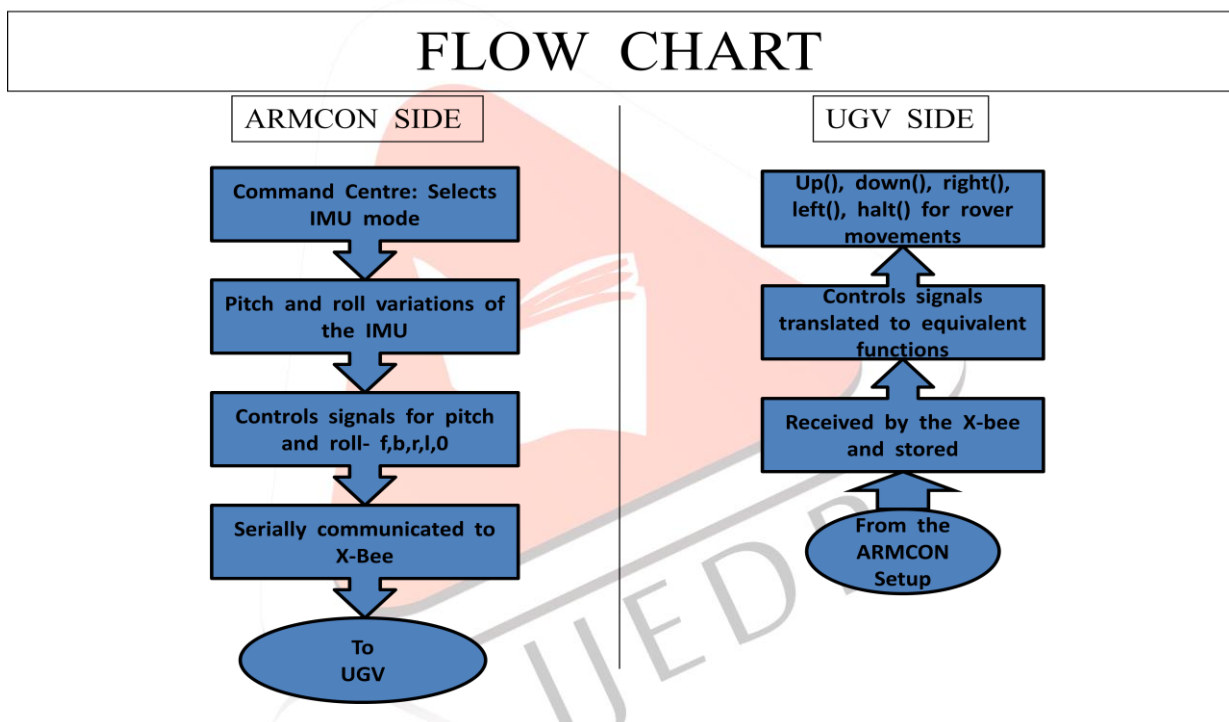 FLOW CHART
ARMCON SIDE
Command Centre: Selects
IMU mode
Pitch and roll variations of
the IMU
Controls signals for pitch
and roll- f,b,r,l,0
Serially communicated to
X-Bee
To
UGV
UGV SIDE
Up(), down(), right(),
left(), halt() for rover
movements
Controls signals
translated to equivalent
functions
Received by the X-bee
and stored
From the
ARMCON
Setup